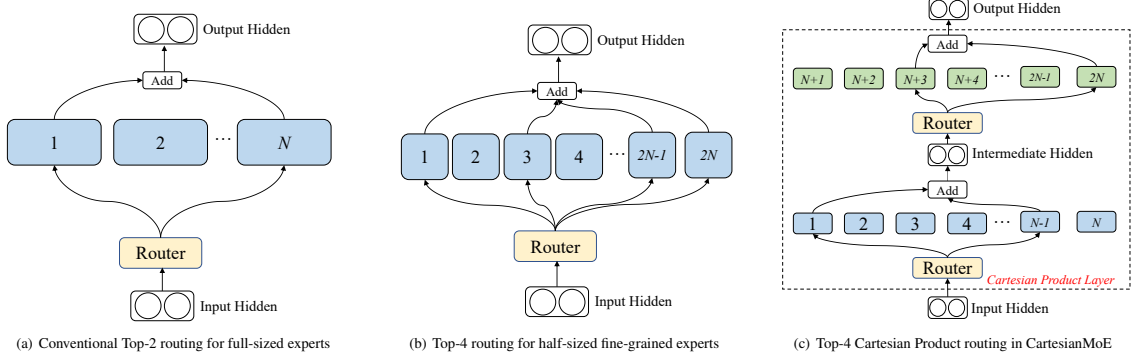 Output Hidden
Add
1
2
...
N
Router
Input Hidden
(a) Conventional Top-2 routing for full-sized experts
Output Hidden
Add
1
2
3
4
...
2N-1
2N
Router
Input Hidden
(b) Top-4 routing for half-sized fine-grained experts
Output Hidden
Add
N+1
N+2
N+3
N+4
...
2N-1
2N
Router
Intermediate Hidden
Add
1
2
3
4
...
N-1
N
Router
Cartesian Product Layer
Input Hidden
(c) Top-4 Cartesian Product routing in CartesianMoE